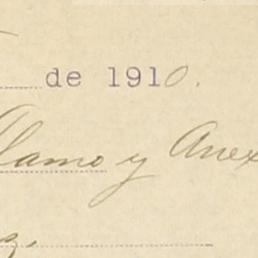 de 1910.
Alamo y Anex
z.